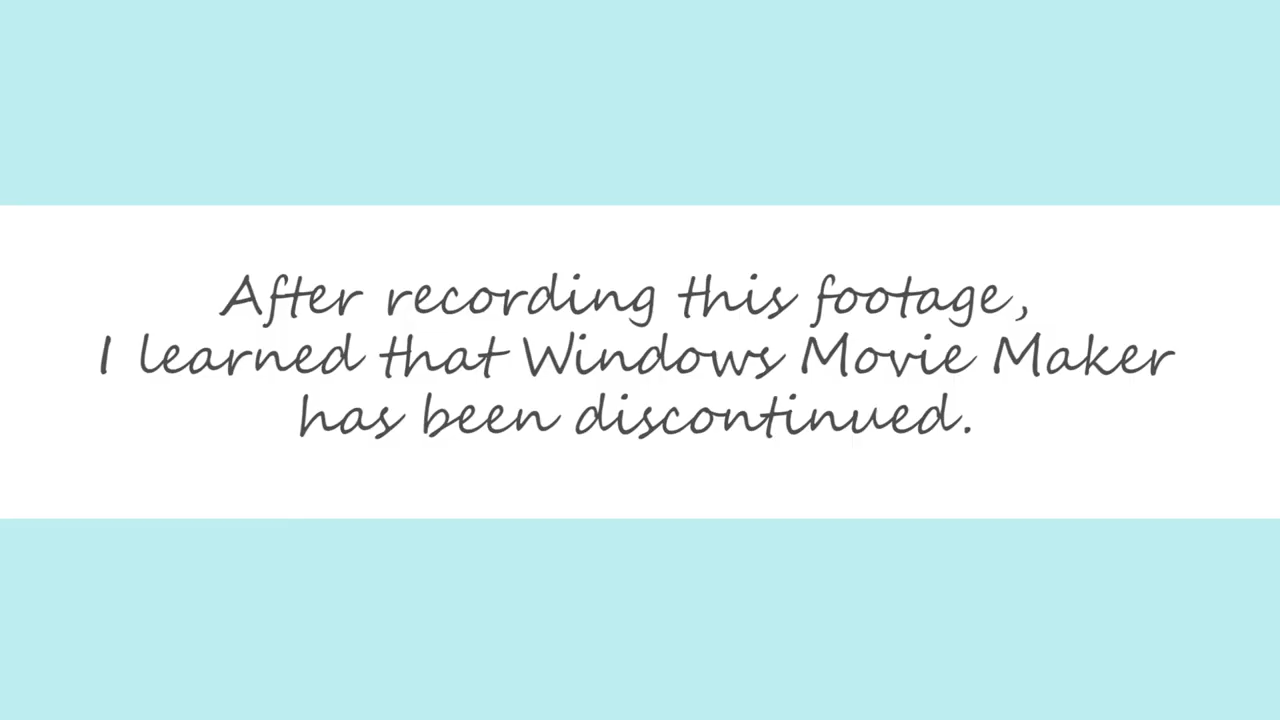 After recording this footage,
I learned that Windows Movie Maker
has been discontinued.